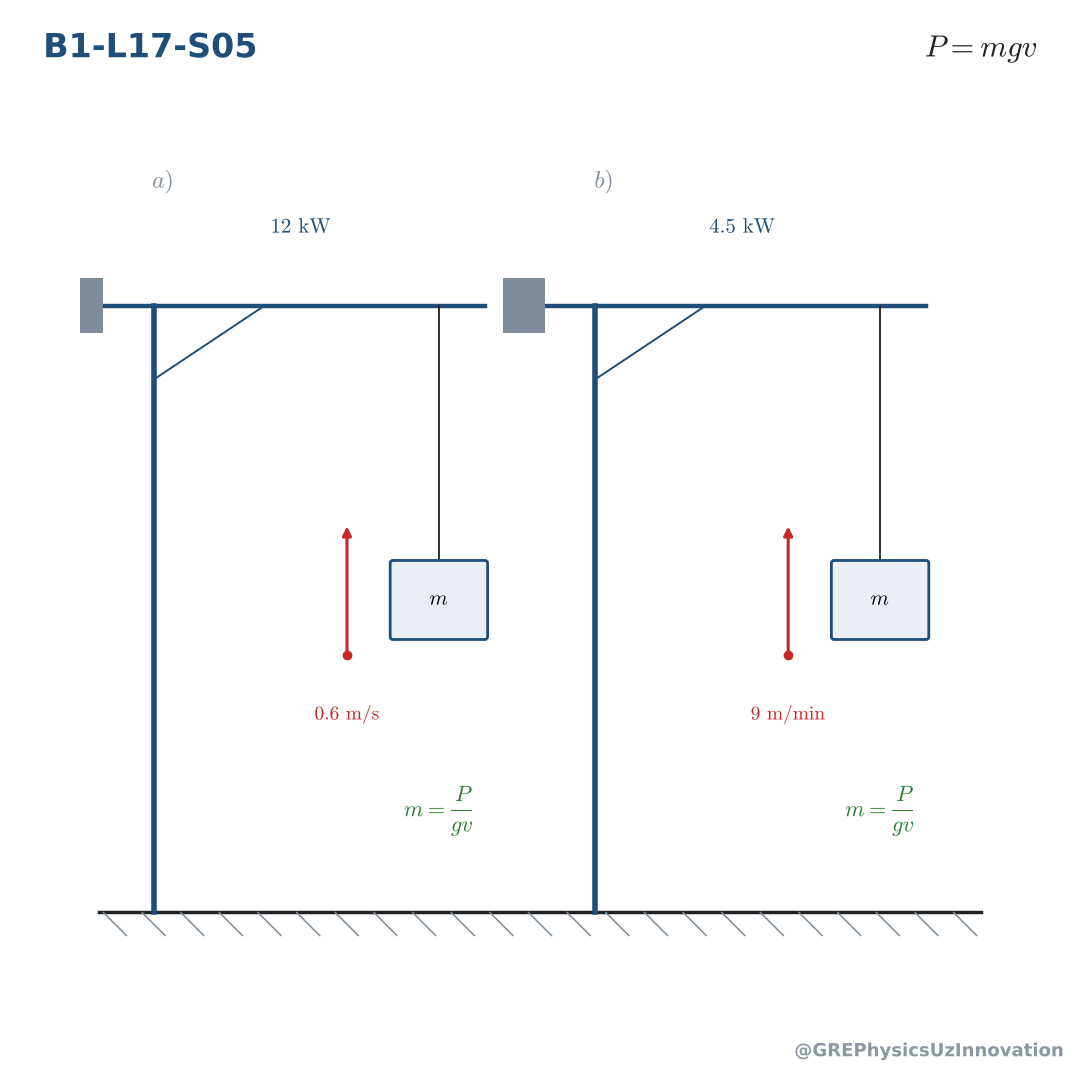 B1-L17-S05
P = mgv
a)
b)
12 kW
4.5 kW
m
m
0.6 m/s
9 m/min
m = P/gv
m = P/gv
@GREPhysicsUzInnovation